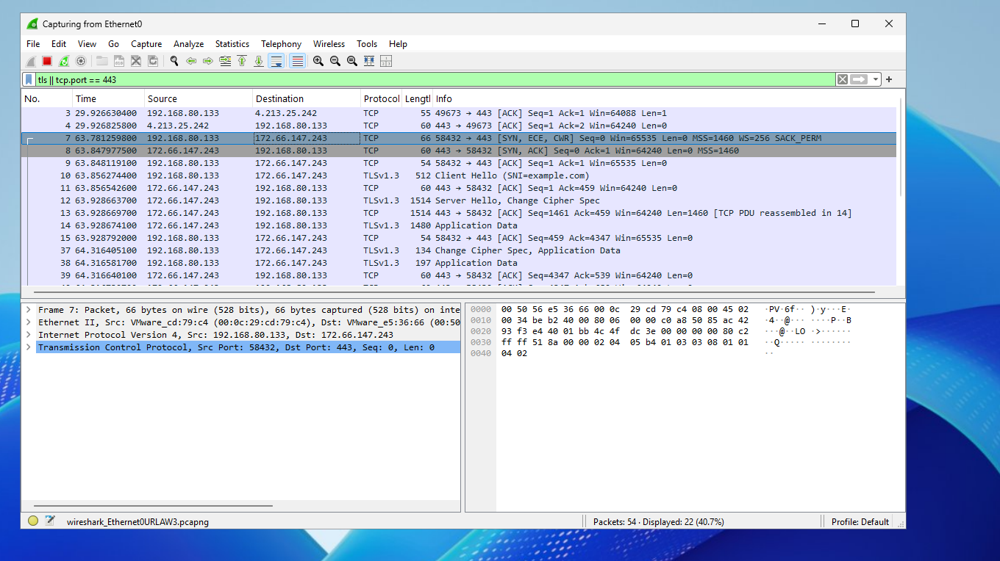 Capturing from Ethernet0
File Edit View Go Capture Analyze Statistics Telephony Wireless Tools Help
tls || tcp.port == 443
No. Time Source Destination Protocol Lengtl Info
3 29.926630400 192.168.80.133 4.213.25.242 TCP 55 49673 → 443 [ACK] Seq=1 Ack=1 Win=64088 Len=1
4 29.926825800 4.213.25.242 192.168.80.133 TCP 60 443 → 49673 [ACK] Seq=1 Ack=2 Win=64240 Len=0
7 63.781259800 192.168.80.133 172.66.147.243 TCP 66 58432 → 443 [SYN, ECE, CWR] Seq=0 Win=65535 Len=0 MSS=1460 WS=256 SACK_PERM
8 63.847977500 172.66.147.243 192.168.80.133 TCP 60 443 → 58432 [SYN, ACK] Seq=0 Ack=1 Win=64240 Len=0 MSS=1460
9 63.848119100 192.168.80.133 172.66.147.243 TCP 54 58432 → 443 [ACK] Seq=1 Ack=1 Win=65535 Len=0
10 63.856274400 192.168.80.133 172.66.147.243 TLSv1.3 512 Client Hello (SNI=example.com)
11 63.856542600 172.66.147.243 192.168.80.133 TCP 60 443 → 58432 [ACK] Seq=1 Ack=459 Win=64240 Len=0
12 63.928663700 172.66.147.243 192.168.80.133 TLSv1.3 1514 Server Hello, Change Cipher Spec
13 63.928669700 172.66.147.243 192.168.80.133 TCP 1514 443 → 58432 [ACK] Seq=1461 Ack=459 Win=64240 Len=1460 [TCP PDU reassembled in 14]
14 63.928674100 172.66.147.243 192.168.80.133 TLSv1.3 1480 Application Data
15 63.928792000 192.168.80.133 172.66.147.243 TCP 54 58432 → 443 [ACK] Seq=459 Ack=4347 Win=65535 Len=0
37 64.316405100 192.168.80.133 172.66.147.243 TLSv1.3 134 Change Cipher Spec, Application Data
38 64.316581700 192.168.80.133 172.66.147.243 TLSv1.3 197 Application Data
39 64.316640100 172.66.147.243 192.168.80.133 TCP 60 443 → 58432 [ACK] Seq=4347 Ack=539 Win=64240 Len=0
Frame 7: Packet, 66 bytes on wire (528 bits), 66 bytes captured (528 bits) on inte
Ethernet II, Src: VMware_cd:79:c4 (00:0c:29:cd:79:c4), Dst: VMware_e5:36:66 (00:50
Internet Protocol Version 4, Src: 192.168.80.133, Dst: 172.66.147.243
Transmission Control Protocol, Src Port: 58432, Dst Port: 443, Seq: 0, Len: 0
0000 00 50 56 e5 36 66 00 0c 29 cd 79 c4 08 00 45 02 ·PV·6f·· )·y···E·
0010 00 34 be b2 40 00 80 06 00 00 c0 a8 50 85 ac 42 ·4··@··· ····P··B
0020 93 f3 e4 40 01 bb 4c 4f dc 3e 00 00 00 00 80 c2 ···@··LO ·>······
0030 ff ff 51 8a 00 00 02 04 05 b4 01 03 03 08 01 01 ··Q····· ········
0040 04 02 ··
wireshark_Ethernet0URLAW3.pcapng Packets: 54 · Displayed: 22 (40.7%) Profile: Default